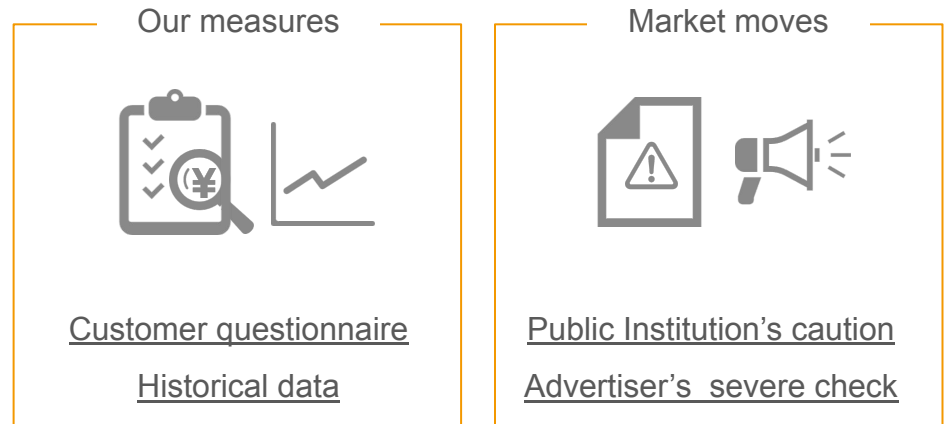 Our measures
¥
Customer questionnaire
Historical data
Market moves
Public Institution's caution
Advertiser's  severe check